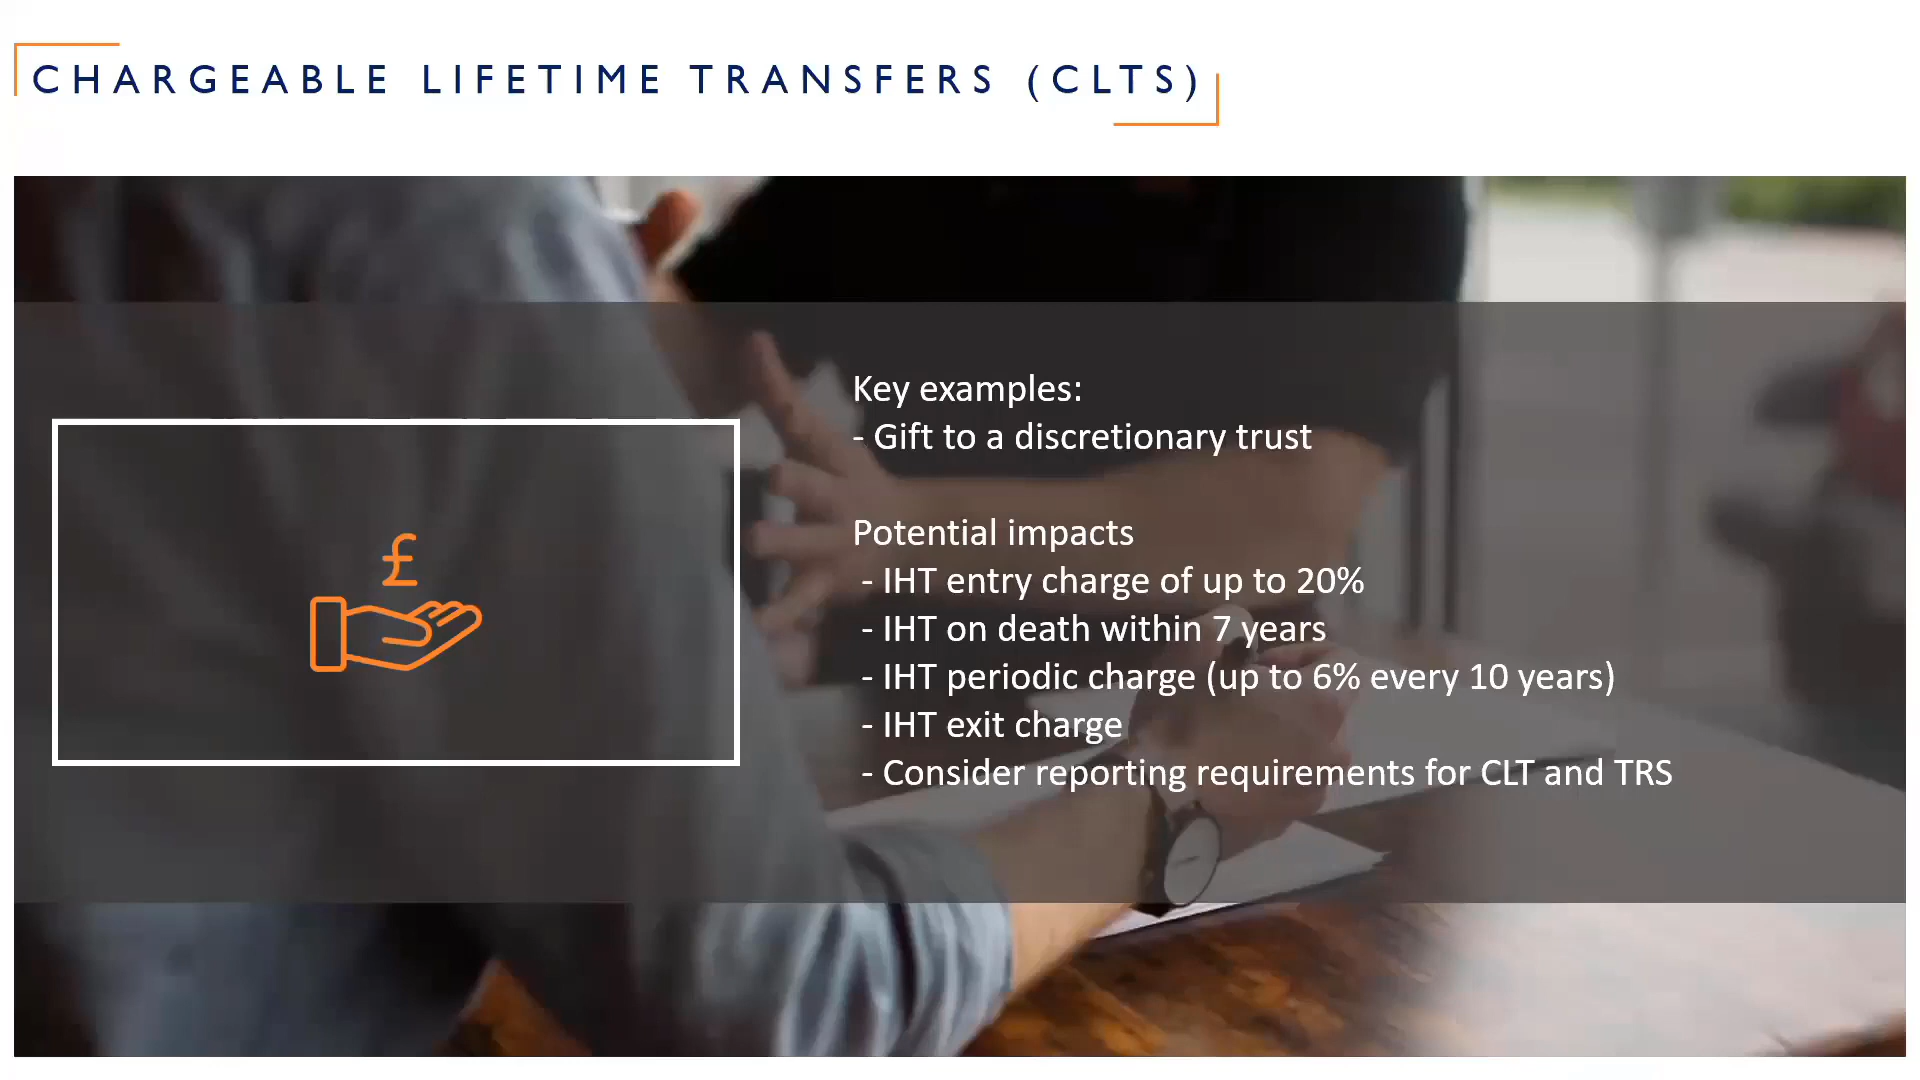 CHARGEABLE LIFETIME TRANSFERS (CLTS)
£
Key examples:
- Gift to a discretionary trust
Potential impacts
- IHT entry charge of up to 20%
- IHT on death within 7 years
- IHT periodic charge (up to 6% every 10 years)
- IHT exit charge
- Consider reporting requirements for CLT and TRS